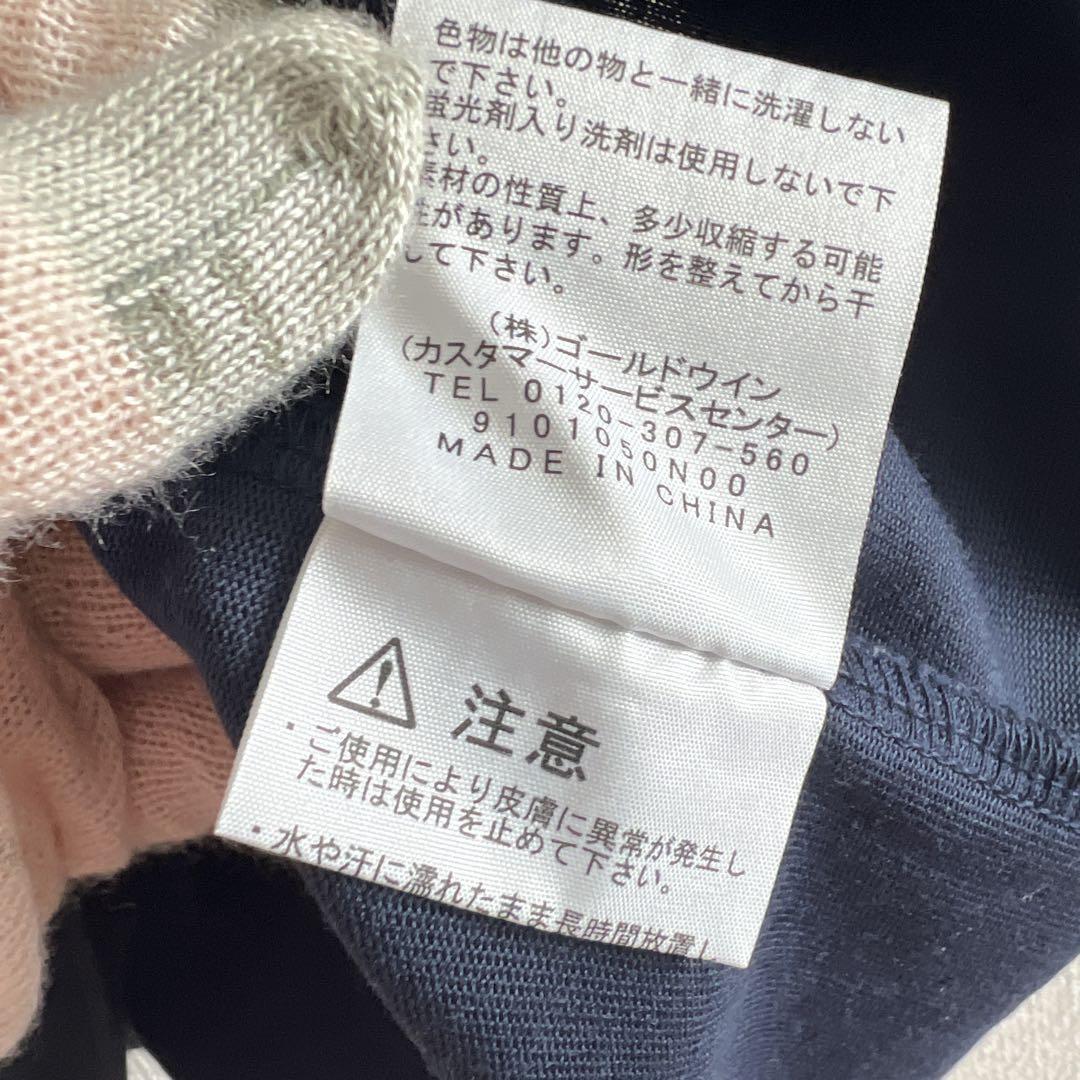 色物は他の物と一緒に洗濯しない
で下さい。
蛍光剤入り洗剤は使用しないで下
さい。
素材の性質上、多少収縮する可能
性があります。形を整えてから干
して下さい。
(株)ゴールドウイン
(カスタマーサービスセンター)
TEL 0120-307-560
9101050N00
MADE IN CHINA
注意
・ご使用により皮膚に異常が発生し
た時は使用を止めて下さい。
・水や汗に濡れたまま長時間放置し